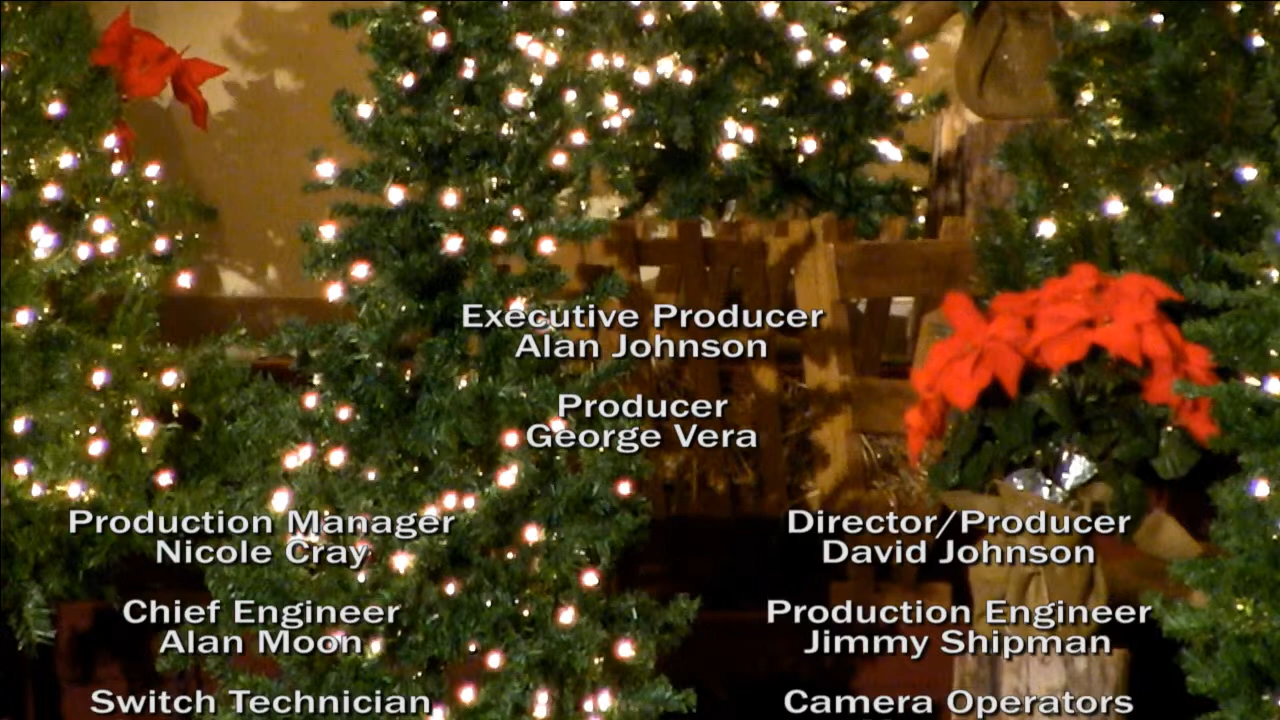 Executive Producer
Alan Johnson
Producer
George Vera
Production Manager
Nicole Cray
Director/Producer
David Johnson
Chief Engineer
Alan Moon
Production Engineer
Jimmy Shipman
Switch Technician
Camera Operators